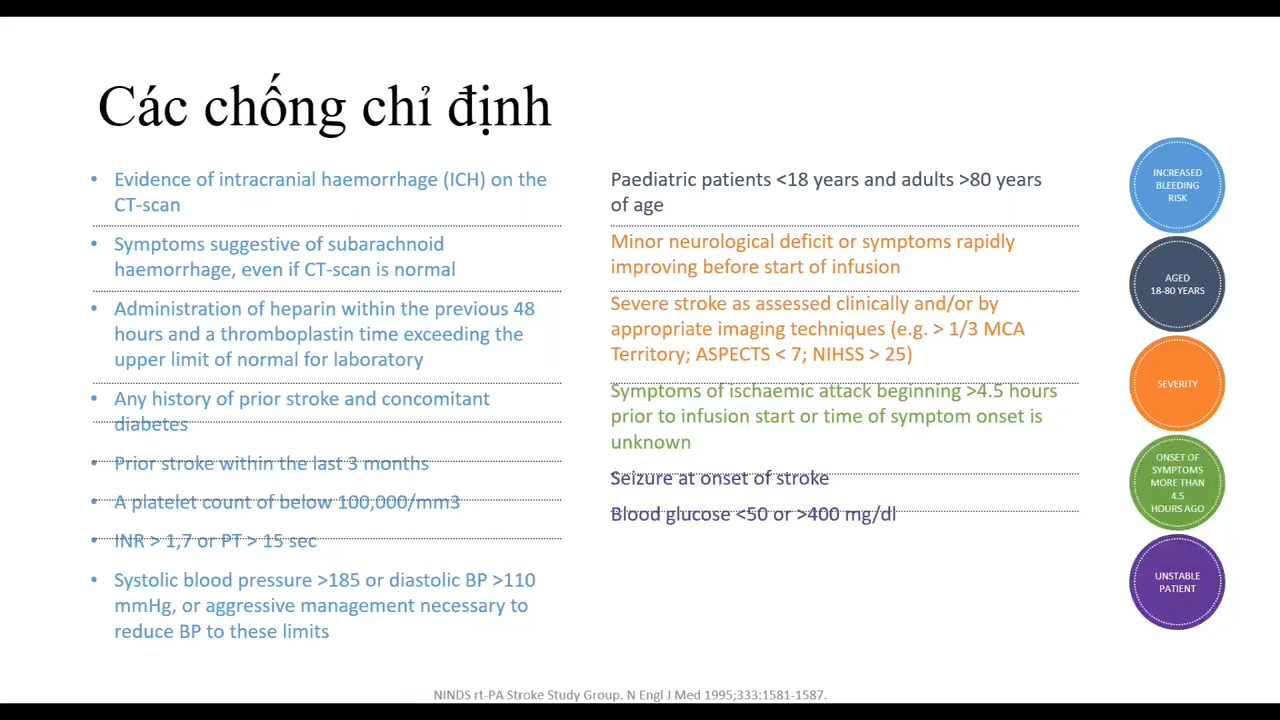 Các chống chỉ định
• Evidence of intracranial haemorrhage (ICH) on the
CT-scan
• Symptoms suggestive of subarachnoid
haemorrhage, even if CT-scan is normal
• Administration of heparin within the previous 48
hours and a thromboplastin time exceeding the
upper limit of normal for laboratory
• Any history of prior stroke and concomitant
diabetes
• Prior stroke within the last 3 months
• A platelet count of below 100,000/mm3
• INR > 1,7 or PT > 15 sec
• Systolic blood pressure >185 or diastolic BP >110
mmHg, or aggressive management necessary to
reduce BP to these limits
Paediatric patients <18 years and adults >80 years
of age
Minor neurological deficit or symptoms rapidly
improving before start of infusion
Severe stroke as assessed clinically and/or by
appropriate imaging techniques (e.g. > 1/3 MCA
Territory; ASPECTS < 7; NIHSS > 25)
Symptoms of ischaemic attack beginning >4.5 hours
prior to infusion start or time of symptom onset is
unknown
Seizure at onset of stroke
Blood glucose <50 or >400 mg/dl
INCREASED
BLEEDING
RISK
AGED
18-80 YEARS
SEVERITY
ONSET OF
SYMPTOMS
MORE THAN
4.5
HOURS AGO
UNSTABLE
PATIENT
NINDS rt-PA Stroke Study Group. N Engl J Med 1995;333:1581-1587.